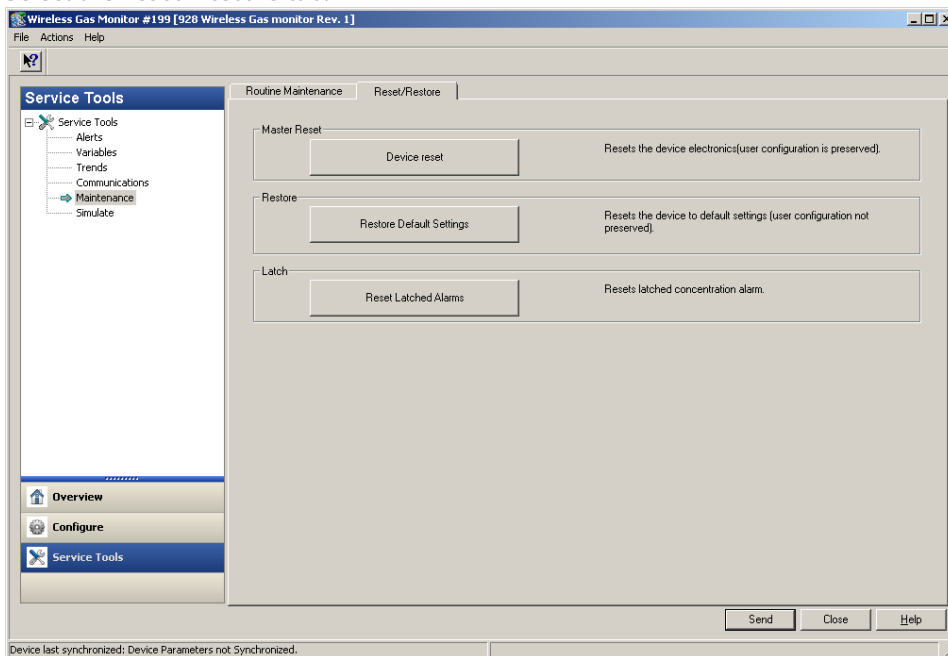 Wireless Gas Monitor #199 [928 Wireless Gas monitor Rev. 1]
File Actions Help
Service Tools
Service Tools
Alerts
Variables
Trends
Communications
Maintenance
Simulate
Overview
Configure
Service Tools
Routine Maintenance
Reset/Restore
Master Reset
Device reset
Resets the device electronics(user configuration is preserved).
Restore
Restore Default Settings
Resets the device to default settings (user configuration not
preserved).
Latch
Reset Latched Alarms
Resets latched concentration alarm.
Send
Close
Help
Device last synchronized: Device Parameters not Synchronized.